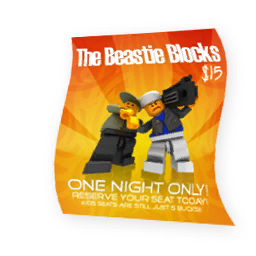 The Beastie Blocks
$15
ONE NIGHT ONLY!
RESERVE YOUR SEAT TODAY!
KIDS SEATS ARE STILL JUST 5 BUCKS!